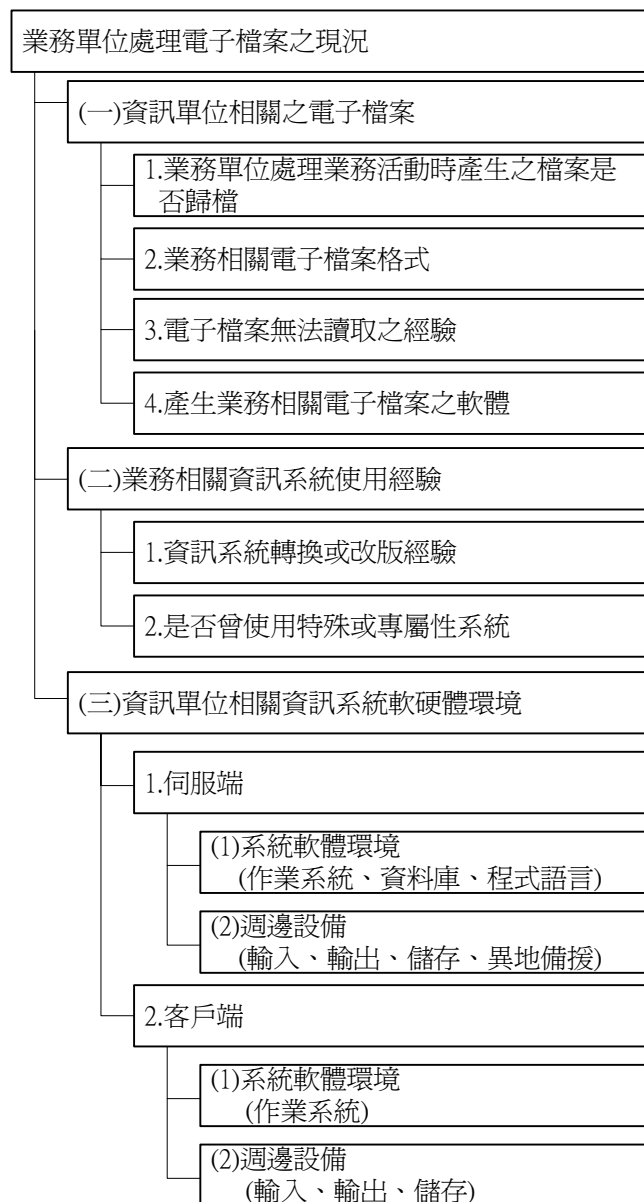 業務單位處理電子檔案之現況
(一)資訊單位相關之電子檔案
1.業務單位處理業務活動時產生之檔案是
否歸檔
2.業務相關電子檔案格式
3.電子檔案無法讀取之經驗
4.產生業務相關電子檔案之軟體
(二)業務相關資訊系統使用經驗
1.資訊系統轉換或改版經驗
2.是否曾使用特殊或專屬性系統
(三)資訊單位相關資訊系統軟硬體環境
1.伺服端
(1)系統軟體環境
(作業系統、資料庫、程式語言)
(2)週邊設備
(輸入、輸出、儲存、異地備援)
2.客戶端
(1)系統軟體環境
(作業系統)
(2)週邊設備
(輸入、輸出、儲存)